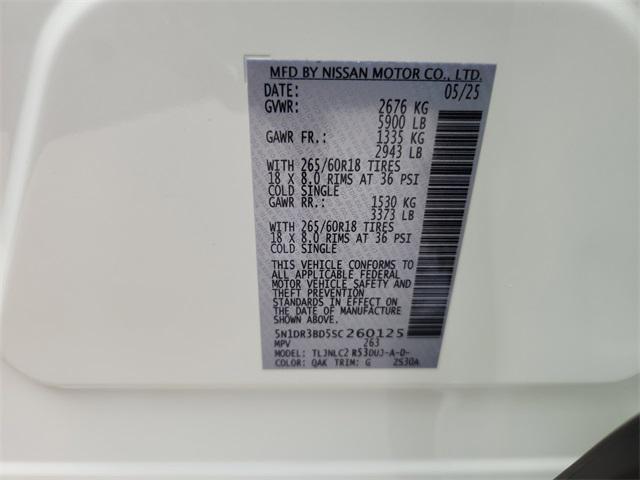 MFD BY NISSAN MOTOR CO., LTD.
DATE: 05/25
GVWR: 2676 KG
5900 LB
GAWR FR.: 1335 KG
2943 LB
WITH 265/60R18 TIRES
18 X 8.0 RIMS AT 36 PSI
COLD SINGLE
GAWR RR.: 1530 KG
3373 LB
WITH 265/60R18 TIRES
18 X 8.0 RIMS AT 36 PSI
COLD SINGLE
THIS VEHICLE CONFORMS TO
ALL APPLICABLE FEDERAL
MOTOR VEHICLE SAFETY AND
THEFT PREVENTION
STANDARDS IN EFFECT ON
THE DATE OF MANUFACTURE
SHOWN ABOVE.
5N1DR3BD5SC260125
MPV 263
MODEL: TLJNLC2 R53DUJ-A-D-
COLOR: QAK TRIM: G 2530A